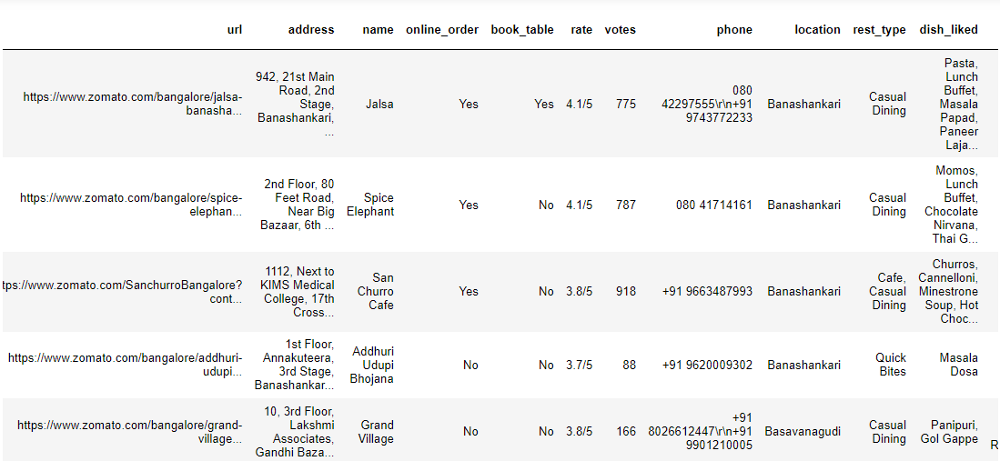 url address name online_order book_table rate votes phone location rest_type dish_liked
942, 21st Main
Road, 2nd
Stage,
Banashankari,
...
https://www.zomato.com/bangalore/jalsa-
banasha...
Jalsa
Yes
Yes
4.1/5
775
080
42297555\r\n+91
9743772233
Banashankari
Casual
Dining
Pasta,
Lunch
Buffet,
Masala
Papad,
Paneer
Laja...
https://www.zomato.com/bangalore/spice-
elephan...
2nd Floor, 80
Feet Road,
Near Big
Bazaar, 6th ...
Spice
Elephant
Yes
No
4.1/5
787
080 41714161
Banashankari
Casual
Dining
Momos,
Lunch
Buffet,
Chocolate
Nirvana,
Thai G...
tps://www.zomato.com/SanchurroBangalore?
cont...
1112, Next to
KIMS Medical
College, 17th
Cross...
San
Churro
Cafe
Yes
No
3.8/5
918
+91 9663487993
Banashankari
Cafe,
Casual
Dining
Churros,
Cannelloni,
Minestrone
Soup, Hot
Choc...
https://www.zomato.com/bangalore/addhuri-
udupi...
1st Floor,
Annakuteera,
3rd Stage,
Banashankar...
Addhuri
Udupi
Bhojana
No
No
3.7/5
88
+91 9620009302
Banashankari
Quick
Bites
Masala
Dosa
https://www.zomato.com/bangalore/grand-
village...
10, 3rd Floor,
Lakshmi
Associates,
Gandhi Baza...
Grand
Village
No
No
3.8/5
166
+91
8026612447\r\n+91
9901210005
Basavanagudi
Casual
Dining
Panipuri,
Gol Gappe
R